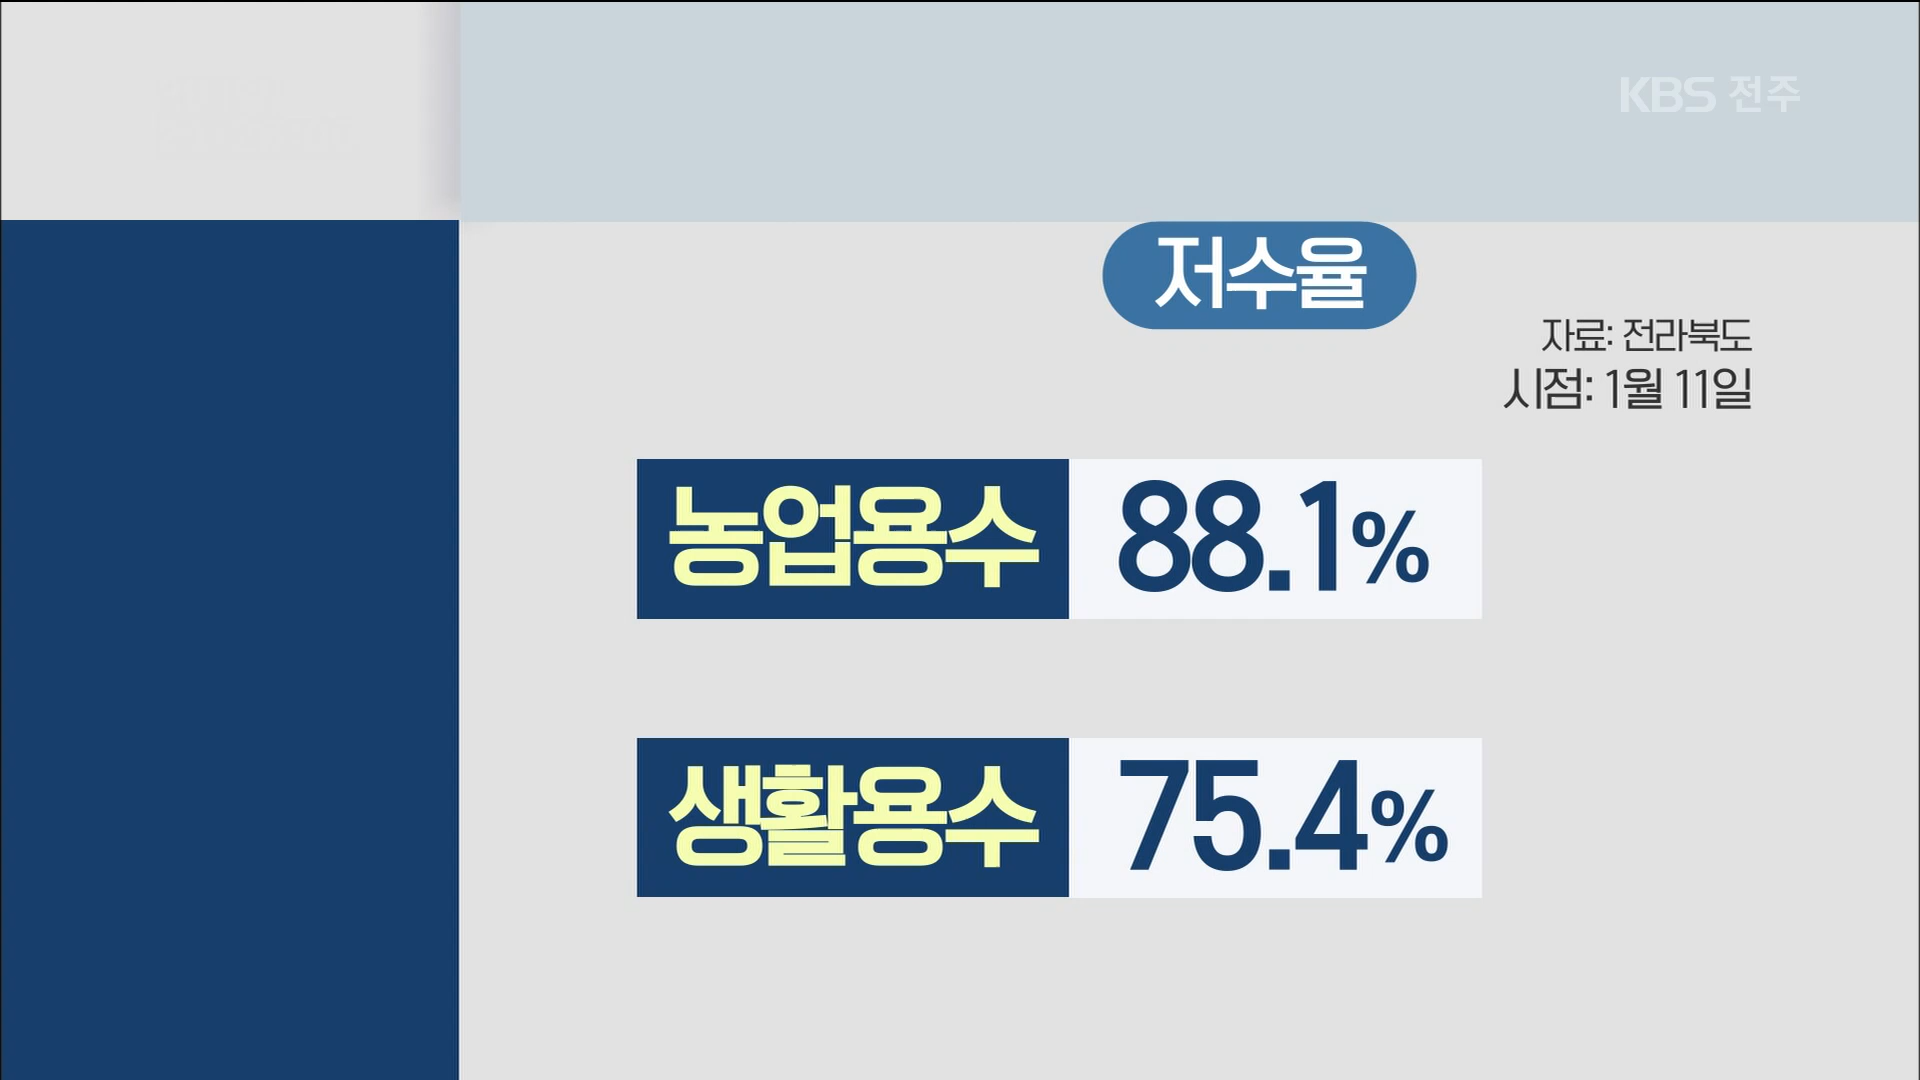 KBS 전주
저수율
자료: 전라북도
시점: 1월 11일
농업용수 88.1%
생활용수 75.4%